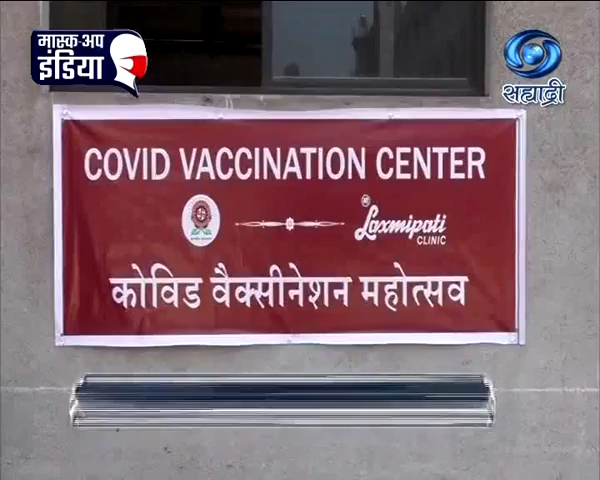 मास्क-अप
इंडिया
सह्याद्री
COVID VACCINATION CENTER
Laxmipati
CLINIC
कोविड वैक्सीनेशन महोत्सव